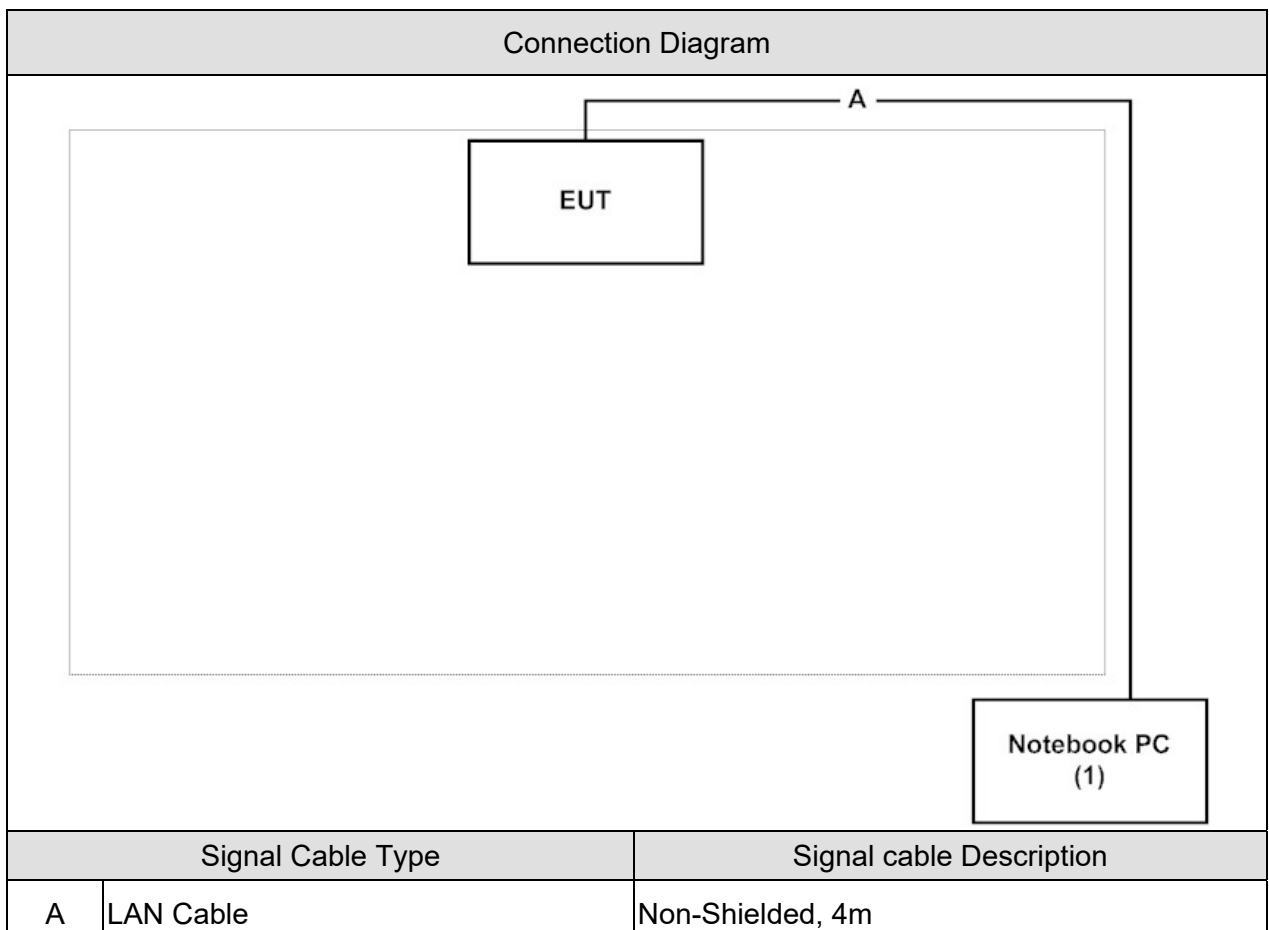 Connection Diagram
A
EUT
Notebook PC
(1)
Signal Cable Type Signal cable Description
A LAN Cable Non-Shielded, 4m